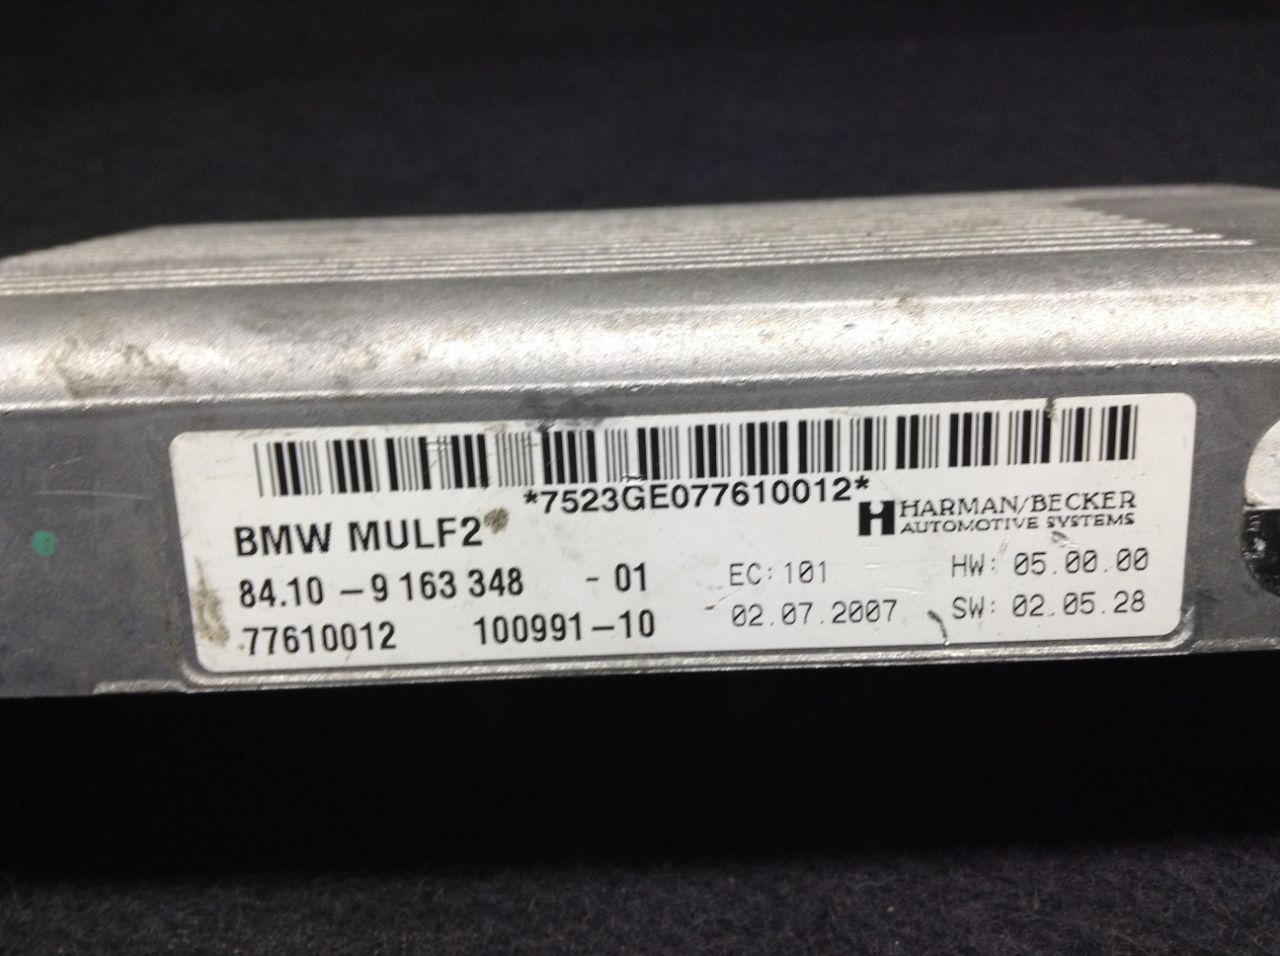 *7523GE077610012*
BMW MULF2
HARMAN/BECKER
AUTOMOTIVE SYSTEMS
84.10 - 9 163 348 - 01 EC: 101 HW: 05.00.00
77610012 100991-10 02.07.2007 SW: 02.05.28